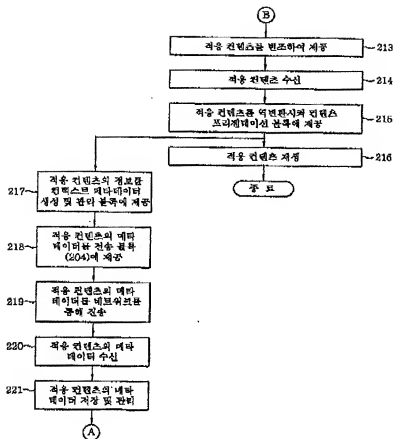 B
적응 컨텐츠를 변조하여 제공
213
적응 컨텐츠 수신
214
적응 컨텐츠를 역변환시켜 컨텐츠
프리젠테이션 블록에 제공
215
적응 컨텐츠 재생
216
종 료
217
적응 컨텐츠의 정보를
컨텍스트 메타데이터
생성 및 관리 블록에 제공
218
적응 컨텐츠의 메타
데이터를 전송 블록
(204)에 제공
219
적응 컨텐츠의 메타
데이터를 네트워크를
통해 전송
220
적응 컨텐츠의 메타
데이터 수신
221
적응 컨텐츠의 메타
데이터 저장 및 관리
A